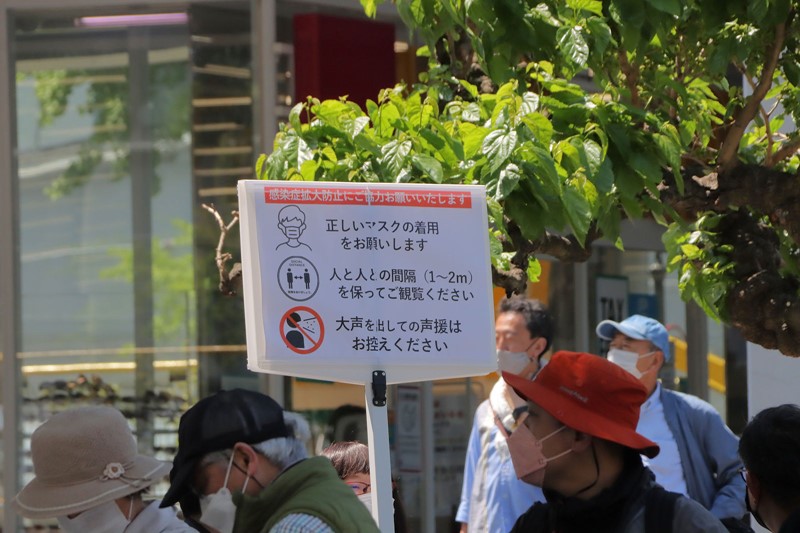 感染症拡大防止にご協力お願いいたします
正しいマスクの着用
をお願いします
人と人との間隔（1～2m）
を保ってご観覧ください
大声を出しての声援は
お控えください
TAX